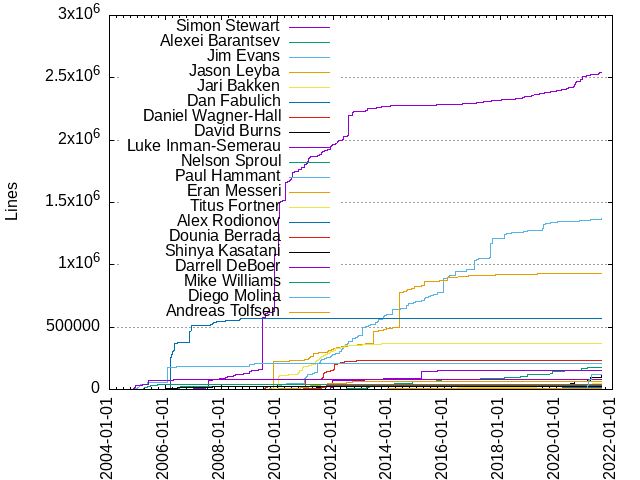 3x10^6
2.5x10^6
2x10^6
1.5x10^6
1x10^6
500000
0
Lines
Simon Stewart
Alexei Barantsev
Jim Evans
Jason Leyba
Jari Bakken
Dan Fabulich
Daniel Wagner-Hall
David Burns
Luke Inman-Semerau
Nelson Sproul
Paul Hammant
Eran Messeri
Titus Fortner
Alex Rodionov
Dounia Berrada
Shinya Kasatani
Darrell DeBoer
Mike Williams
Diego Molina
Andreas Tolfsen
2004-01-01
2006-01-01
2008-01-01
2010-01-01
2012-01-01
2014-01-01
2016-01-01
2018-01-01
2020-01-01
2022-01-01